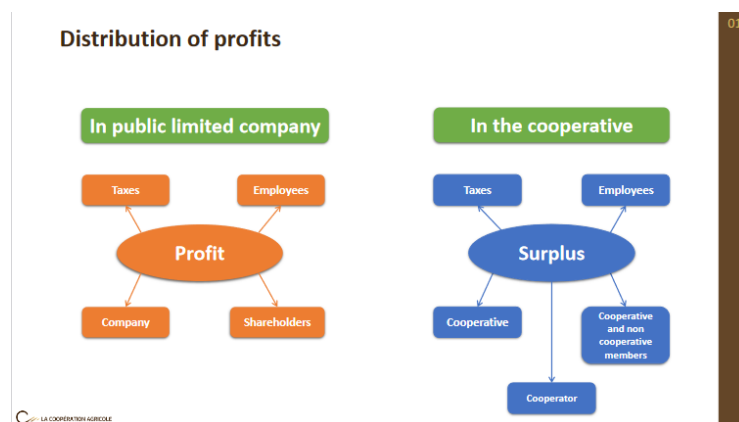 01
Distribution of profits
In public limited company
In the cooperative
Taxes
Employees
Profit
Company
Shareholders
Taxes
Employees
Surplus
Cooperative
Cooperative
and non
cooperative
members
Cooperator
LA COOPÉRATION AGRICOLE